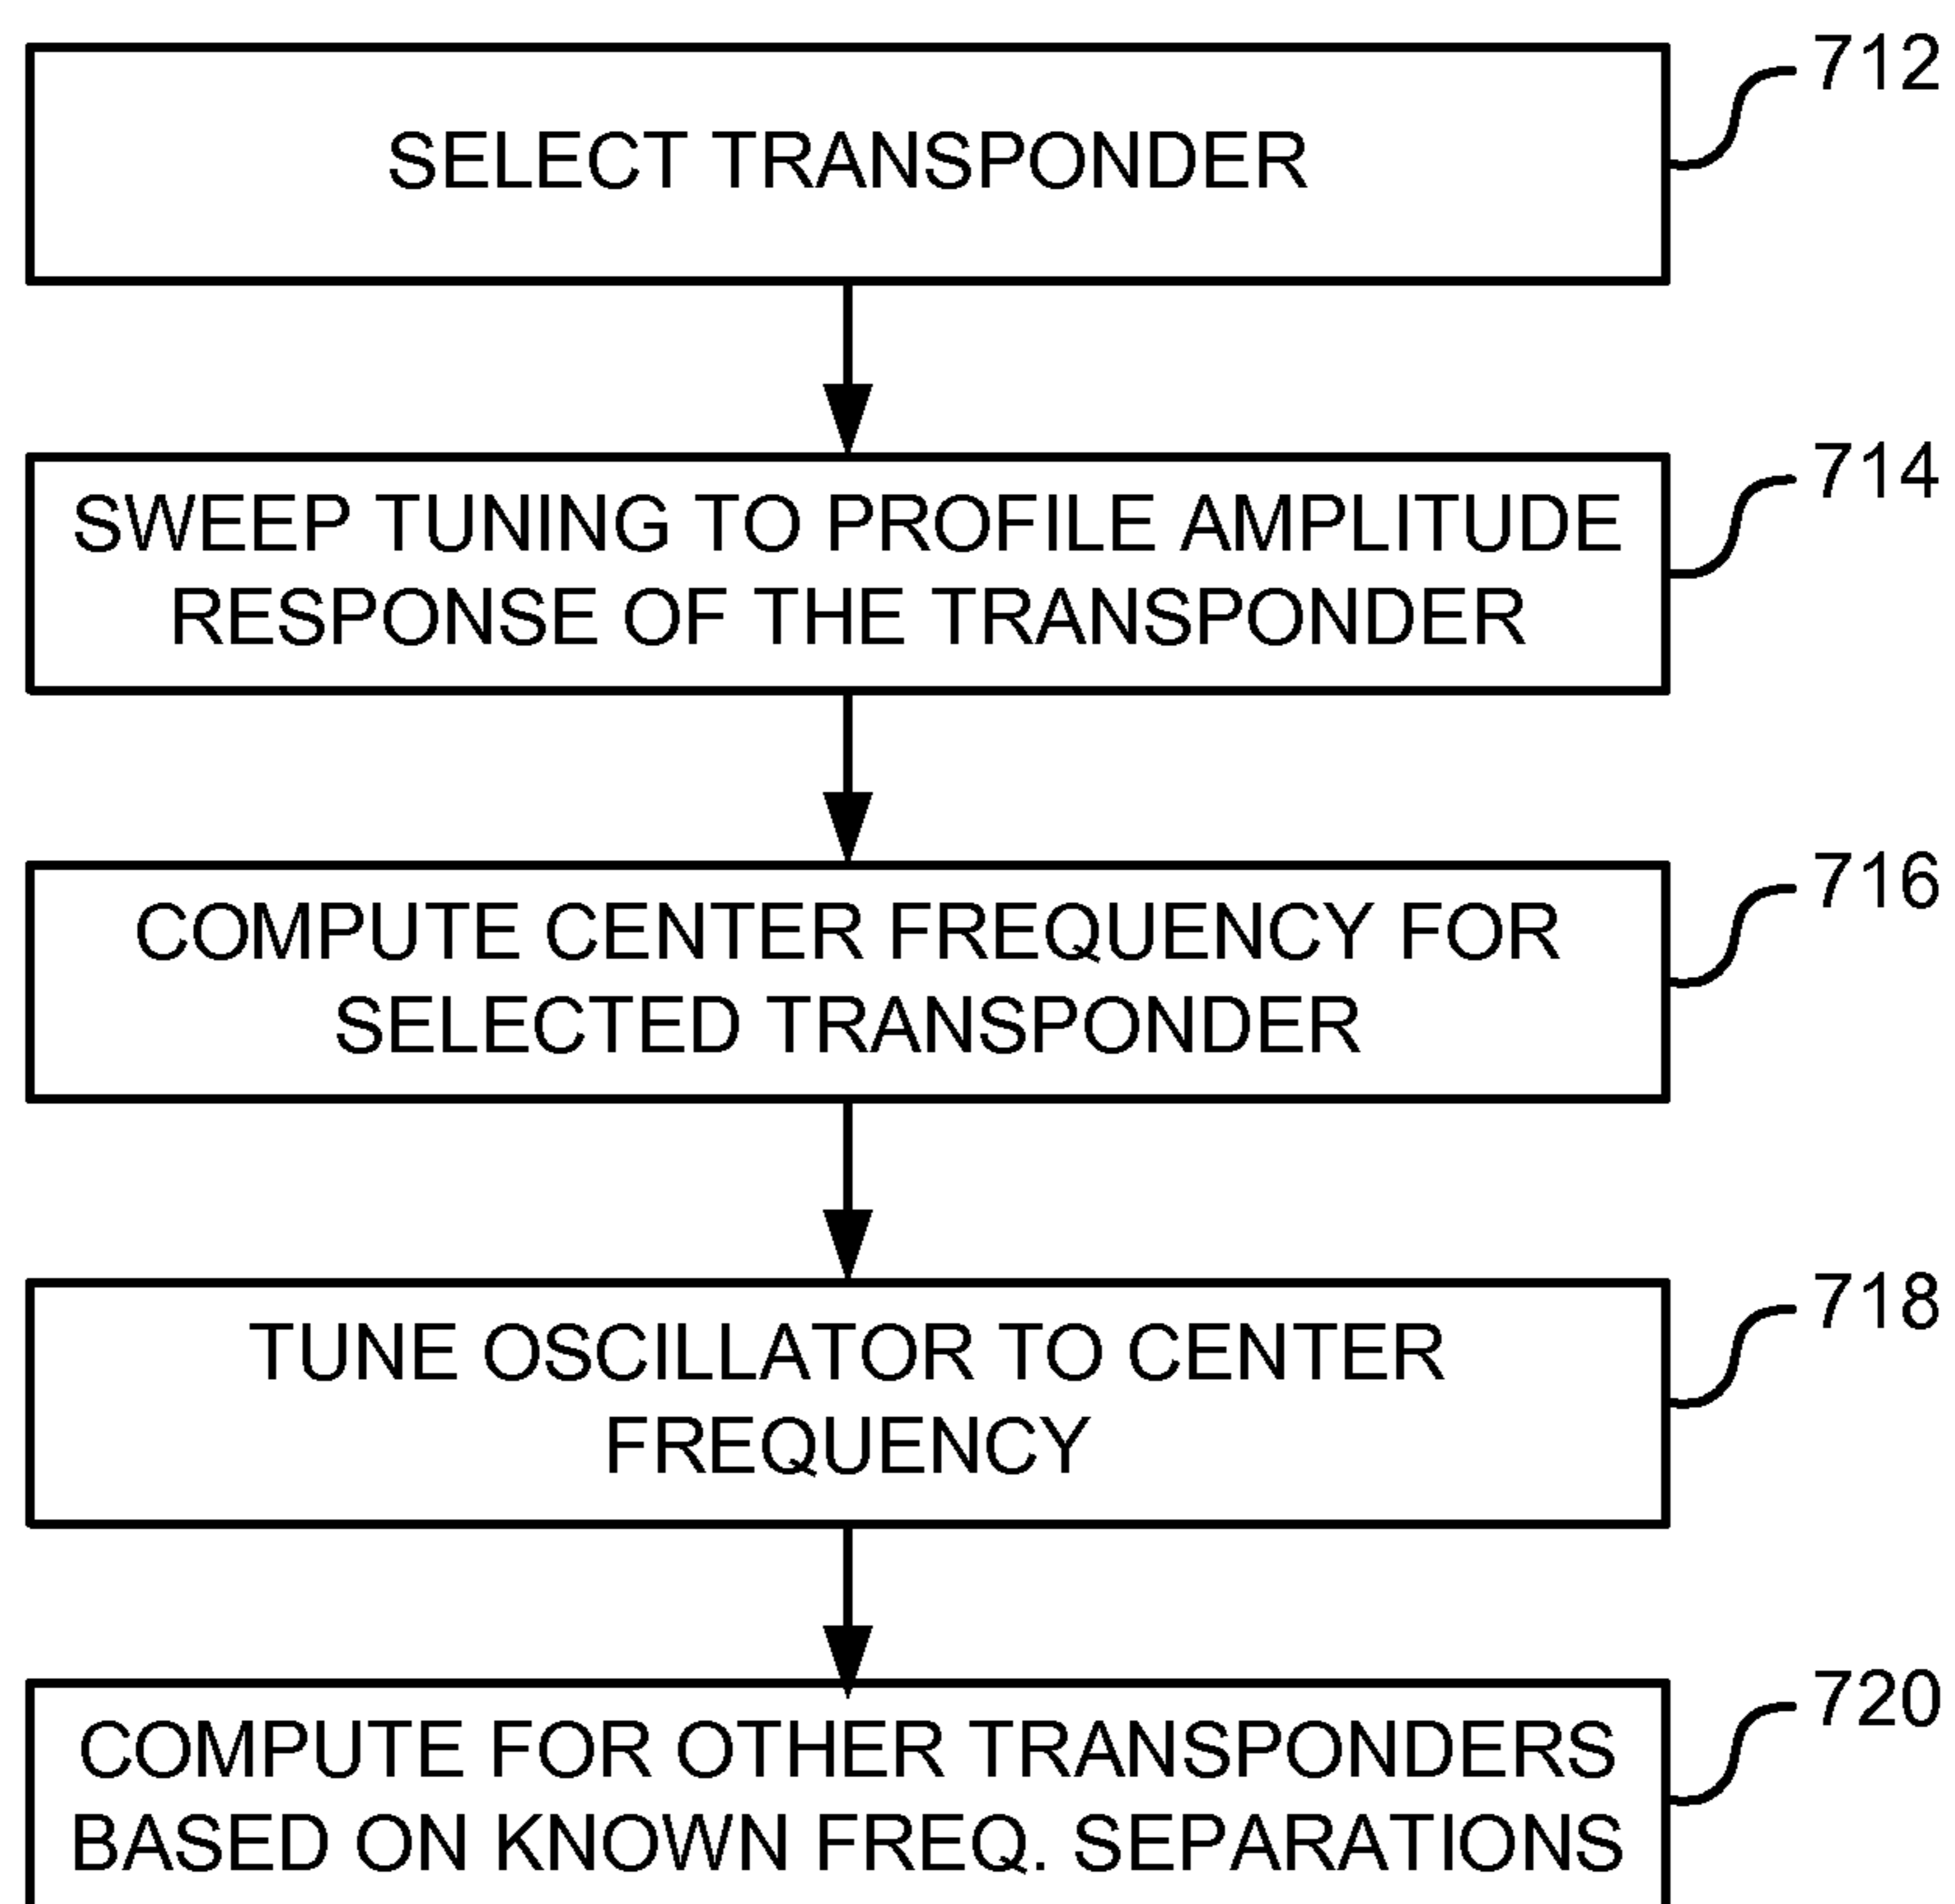 712
SELECT TRANSPONDER
714
SWEEP TUNING TO PROFILE AMPLITUDE
RESPONSE OF THE TRANSPONDER
716
COMPUTE CENTER FREQUENCY FOR
SELECTED TRANSPONDER
718
TUNE OSCILLATOR TO CENTER
FREQUENCY
720
COMPUTE FOR OTHER TRANSPONDERS
BASED ON KNOWN FREQ. SEPARATIONS